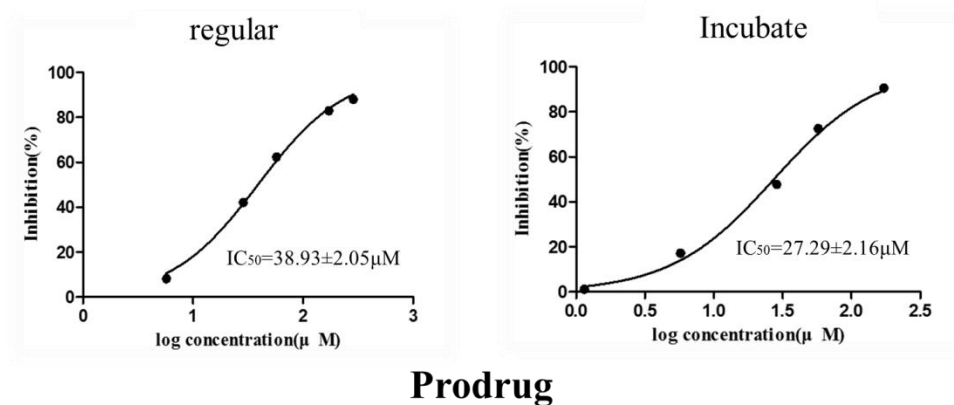 regular
Inhibition(%)
100
80
60
40
20
0
IC50=38.93±2.05μM
0
1
2
3
log concentration(μ M)
Incubate
Inhibition(%)
100
80
60
40
20
0
IC50=27.29±2.16μM
0.0
0.5
1.0
1.5
2.0
2.5
log concentration(μ M)
Prodrug